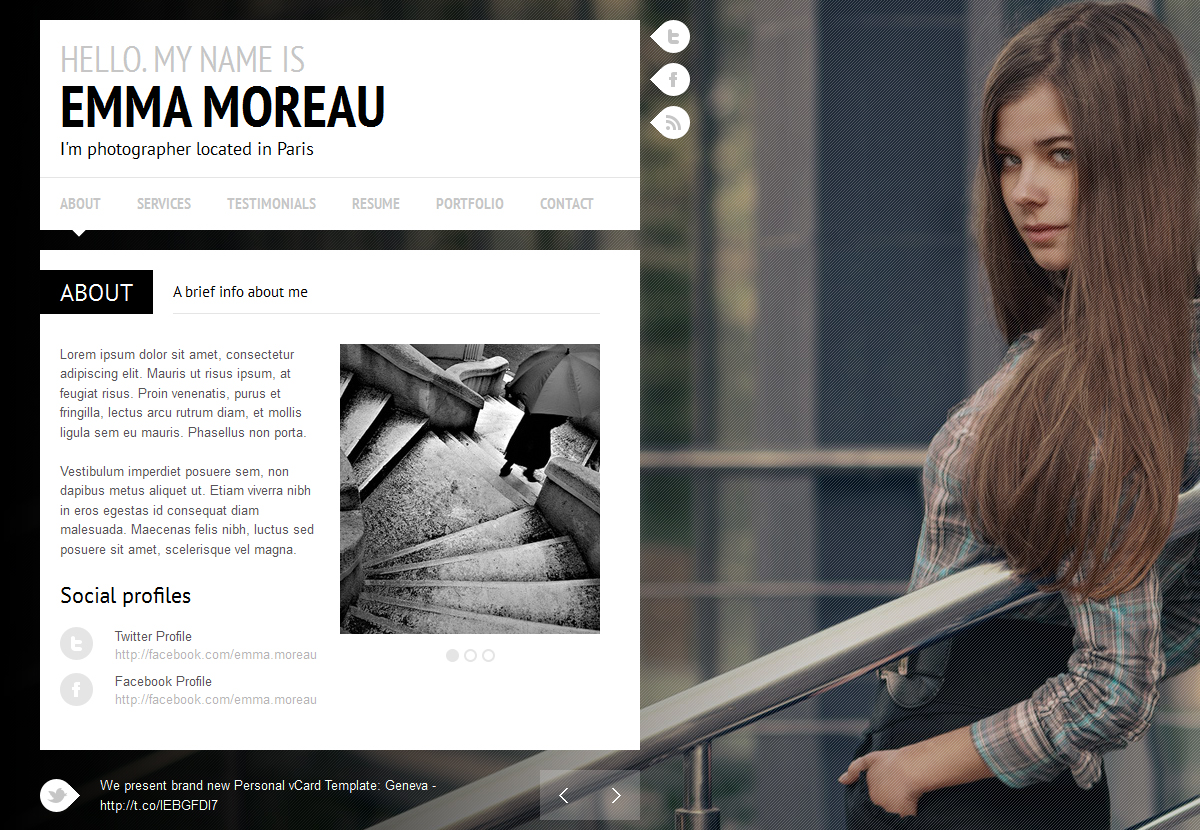 HELLO. MY NAME IS
EMMA MOREAU
I'm photographer located in Paris
ABOUT SERVICES TESTIMONIALS RESUME PORTFOLIO CONTACT
ABOUT
A brief info about me
Lorem ipsum dolor sit amet, consectetur
adipiscing elit. Mauris ut risus ipsum, at
feugiat risus. Proin venenatis, purus et
fringilla, lectus arcu rutrum diam, et mollis
ligula sem eu mauris. Phasellus non porta.
Vestibulum imperdiet posuere sem, non
dapibus metus aliquet ut. Etiam viverra nibh
in eros egestas id consequat diam
malesuada. Maecenas felis nibh, luctus sed
posuere sit amet, scelerisque vel magna.
Social profiles
Twitter Profile
http://facebook.com/emma.moreau
Facebook Profile
http://facebook.com/emma.moreau
We present brand new Personal vCard Template: Geneva -
http://t.co/IEBGFDI7